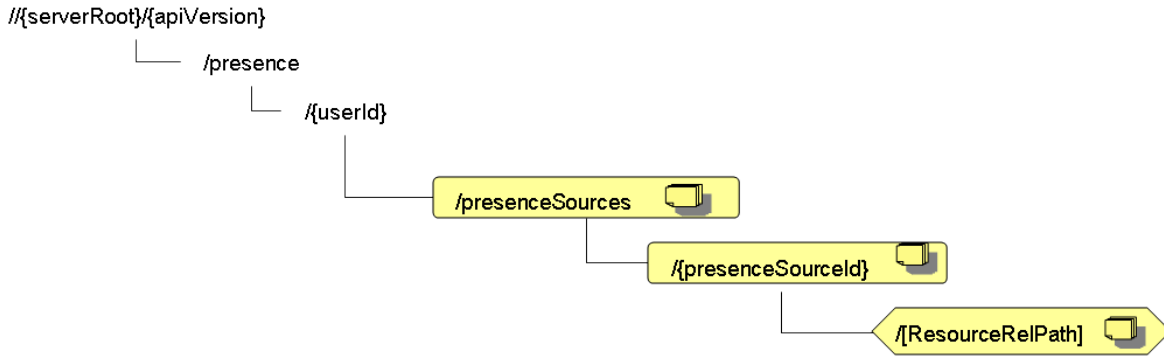 //{serverRoot}/{apiVersion}
/presence
/{userId}
/presenceSources
/{presenceSourceId}
/[ResourceRelPath]